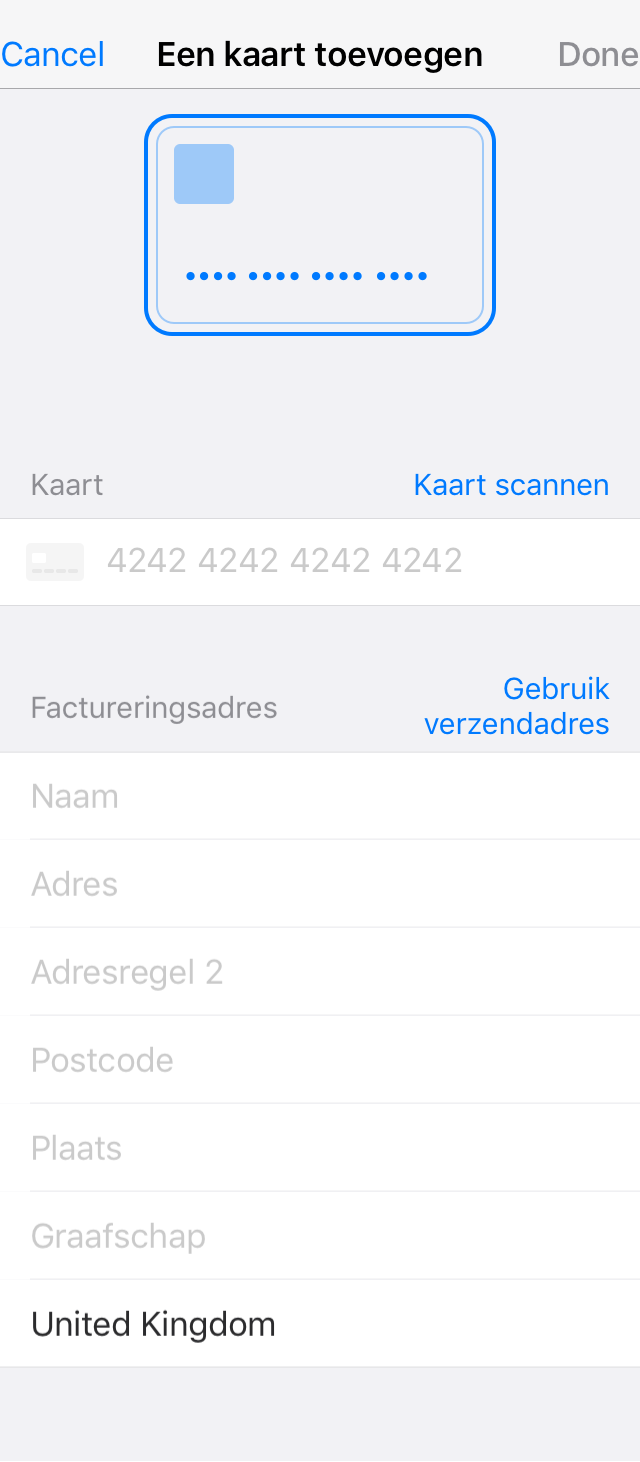 Cancel Een kaart toevoegen Done
Kaart Kaart scannen
4242 4242 4242 4242
Factureringsadres Gebruik
verzendadres
Naam
Adres
Adresregel 2
Postcode
Plaats
Graafschap
United Kingdom